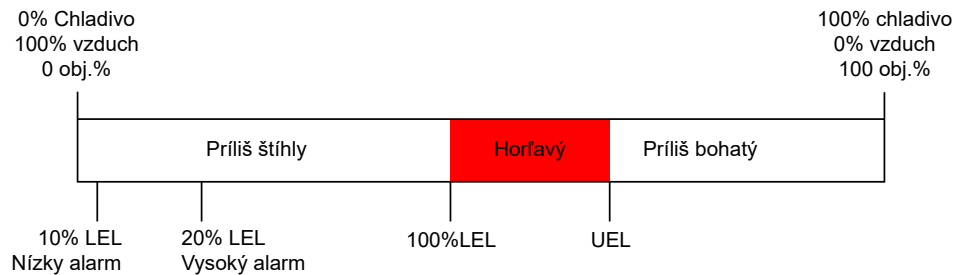 0% Chladivo
100% vzduch
0 obj.%
100% chladivo
0% vzduch
100 obj.%
Príliš štíhly
Horľavý
Príliš bohatý
10% LEL
Nízky alarm
20% LEL
Vysoký alarm
100%LEL
UEL